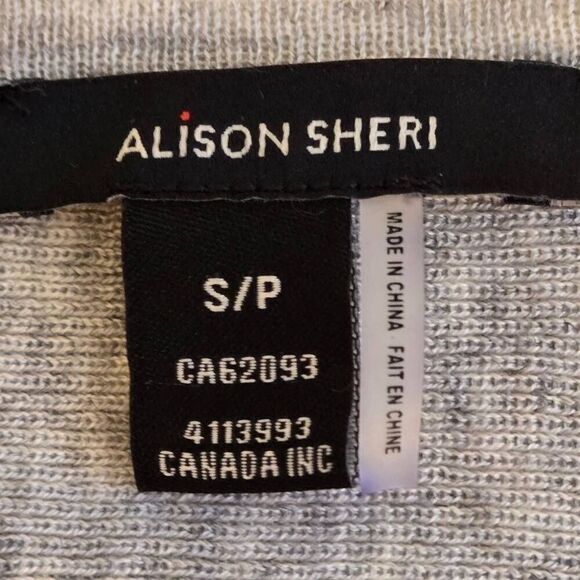 ALiSON SHERI
S/P
CA62093
4113993
CANADA INC
MADE IN CHINA · FAIT EN CHINE